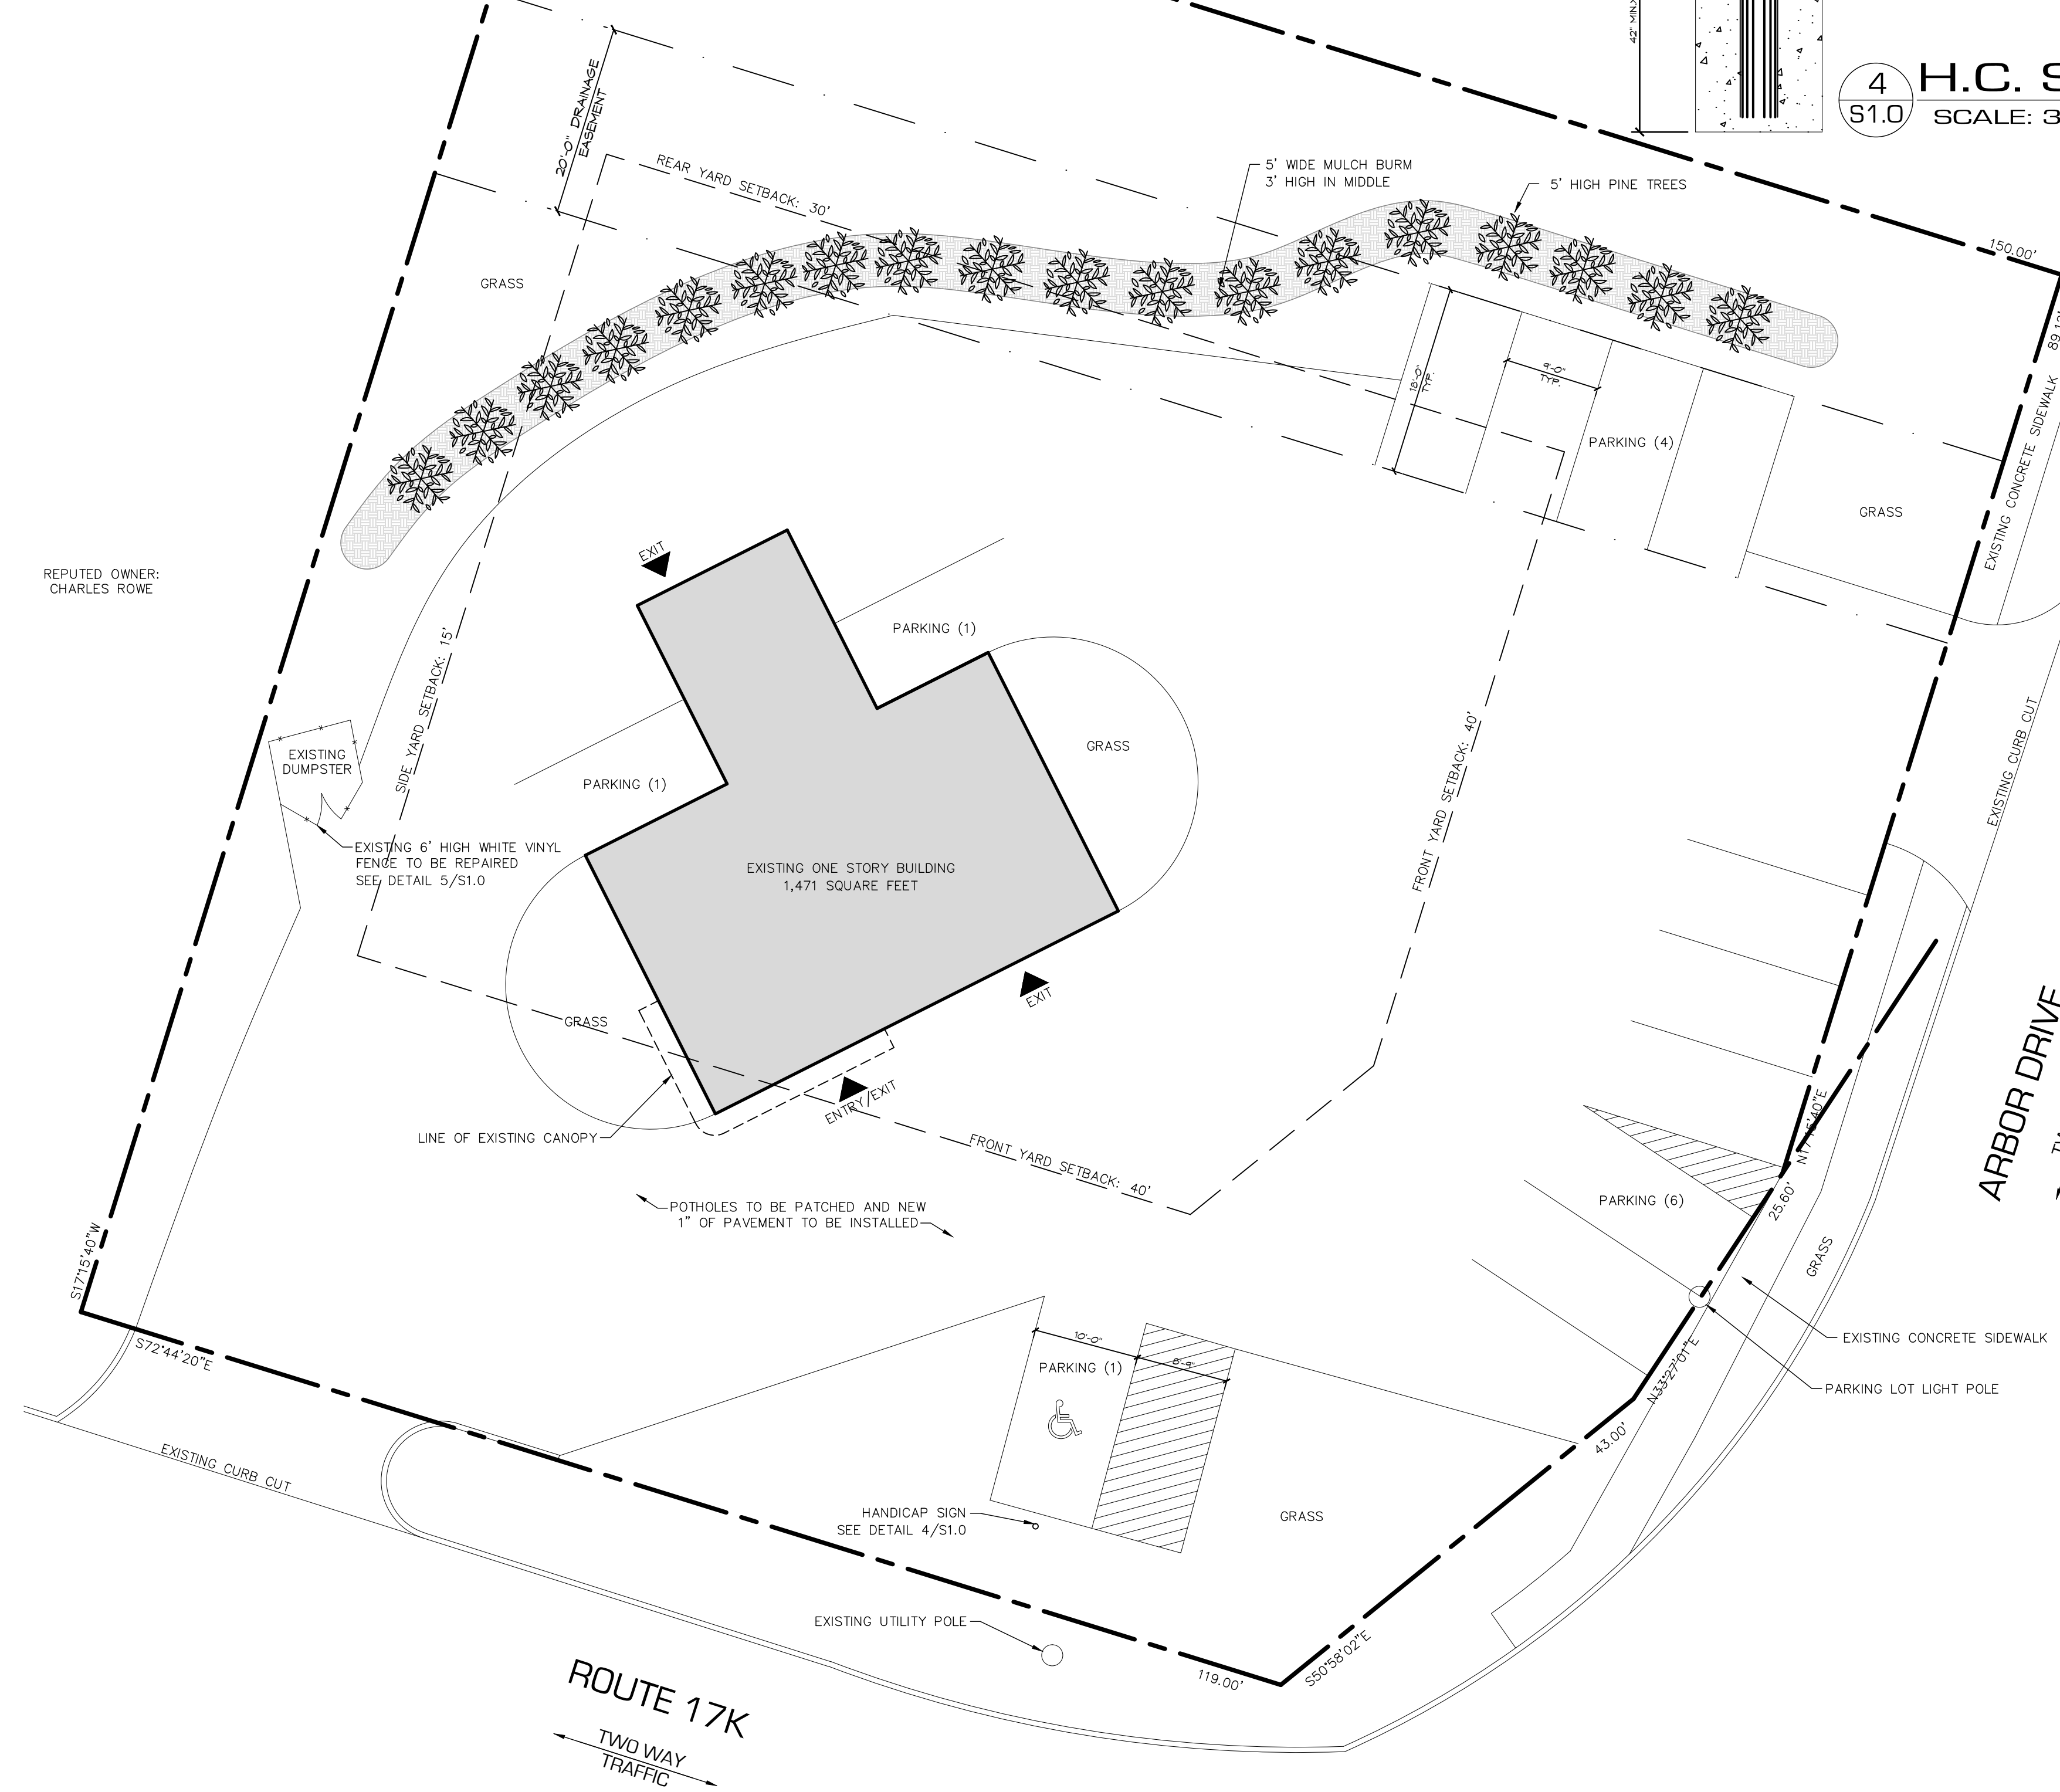 42" MIN.
4
S1.0
H.C. S
SCALE: 3
20'-0" DRAINAGE
EASEMENT
REAR YARD SETBACK: 30'
5' WIDE MULCH BURM
3' HIGH IN MIDDLE
5' HIGH PINE TREES
150.00'
GRASS
18'-0"
TYP.
9'-0"
TYP.
PARKING (4)
GRASS
EXISTING CONCRETE SIDEWALK
REPUTED OWNER:
CHARLES ROWE
EXIT
PARKING (1)
SIDE YARD SETBACK: 15'
GRASS
EXISTING
DUMPSTER
PARKING (1)
FRONT YARD SETBACK: 40'
EXISTING CURB CUT
EXISTING 6' HIGH WHITE VINYL
FENCE TO BE REPAIRED
SEE DETAIL 5/S1.0
EXISTING ONE STORY BUILDING
1,471 SQUARE FEET
EXIT
GRASS
ENTRY/EXIT
LINE OF EXISTING CANOPY
FRONT YARD SETBACK: 40'
N17°15'40"E
ARBOR DRIVE
PARKING (6)
25.60'
POTHOLES TO BE PATCHED AND NEW
1" OF PAVEMENT TO BE INSTALLED
GRASS
S17°15'40"W
S72°44'20"E
10'-0"
8'-9"
PARKING (1)
EXISTING CONCRETE SIDEWALK
N33°27'01"E
PARKING LOT LIGHT POLE
43.00'
EXISTING CURB CUT
HANDICAP SIGN
SEE DETAIL 4/S1.0
GRASS
EXISTING UTILITY POLE
S50°58'02"E
119.00'
ROUTE 17K
TWO WAY
TRAFFIC